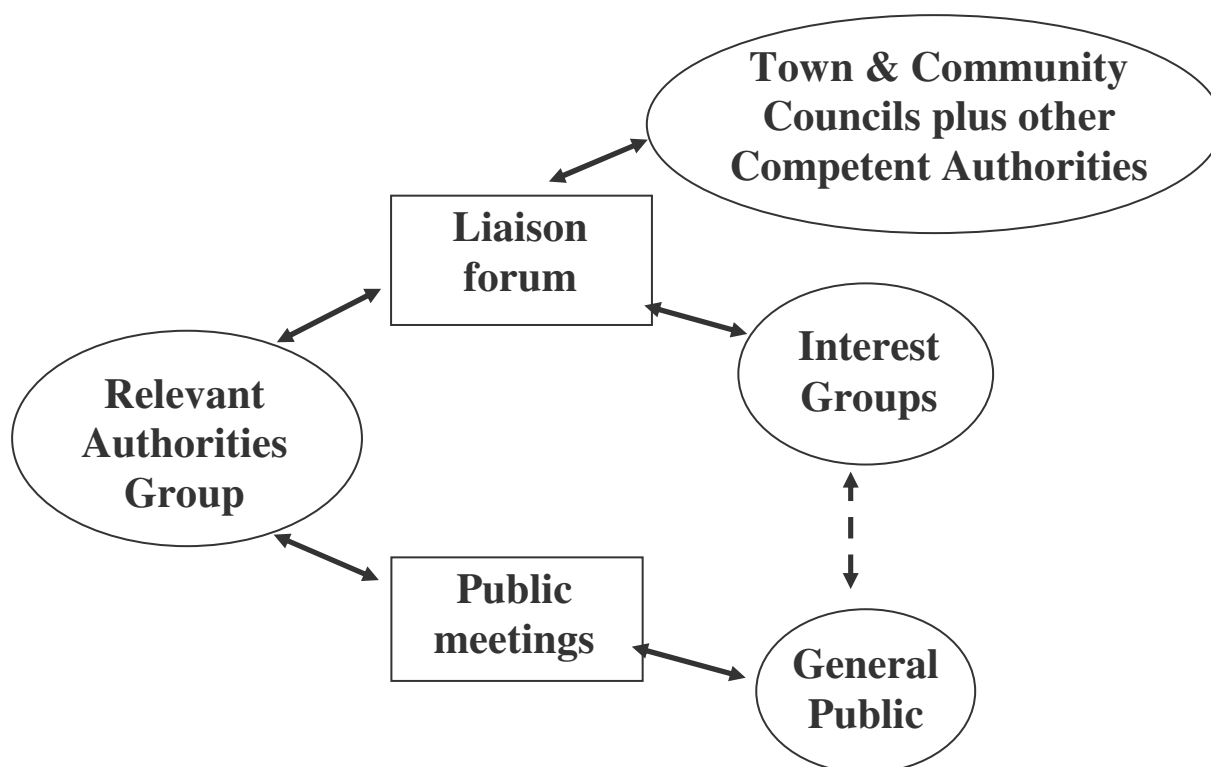 Town & Community
Councils plus other
Competent Authorities
Liaison
forum
Interest
Groups
Relevant
Authorities
Group
Public
meetings
General
Public